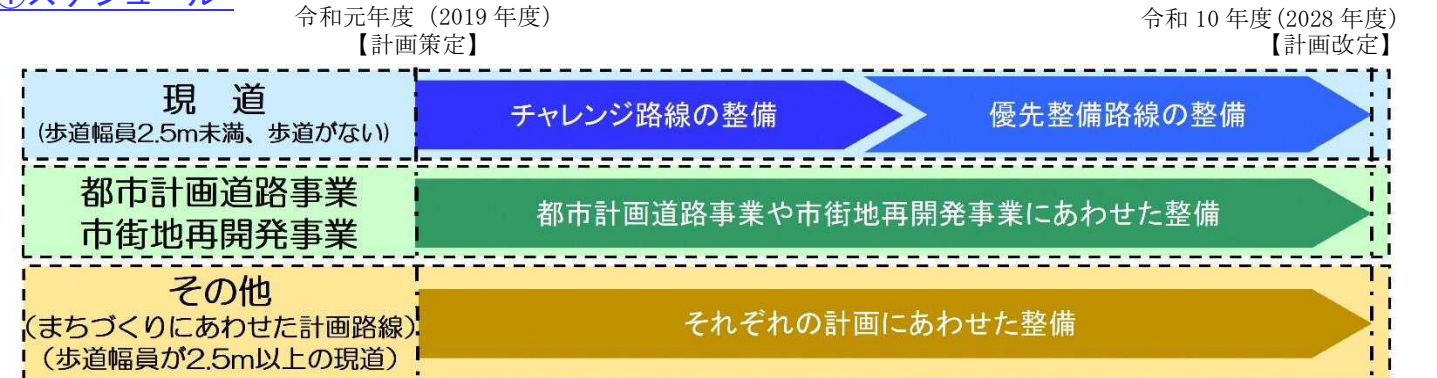 ①スケジュール
令和元年度（2019 年度）
【計画策定】
令和 10 年度(2028 年度)
【計画改定】
現　道
(歩道幅員2.5m未満、歩道がない)
チャレンジ路線の整備
優先整備路線の整備
都市計画道路事業
市街地再開発事業
都市計画道路事業や市街地再開発事業にあわせた整備
その他
(まちづくりにあわせた計画路線)
(歩道幅員が2.5m以上の現道)
それぞれの計画にあわせた整備